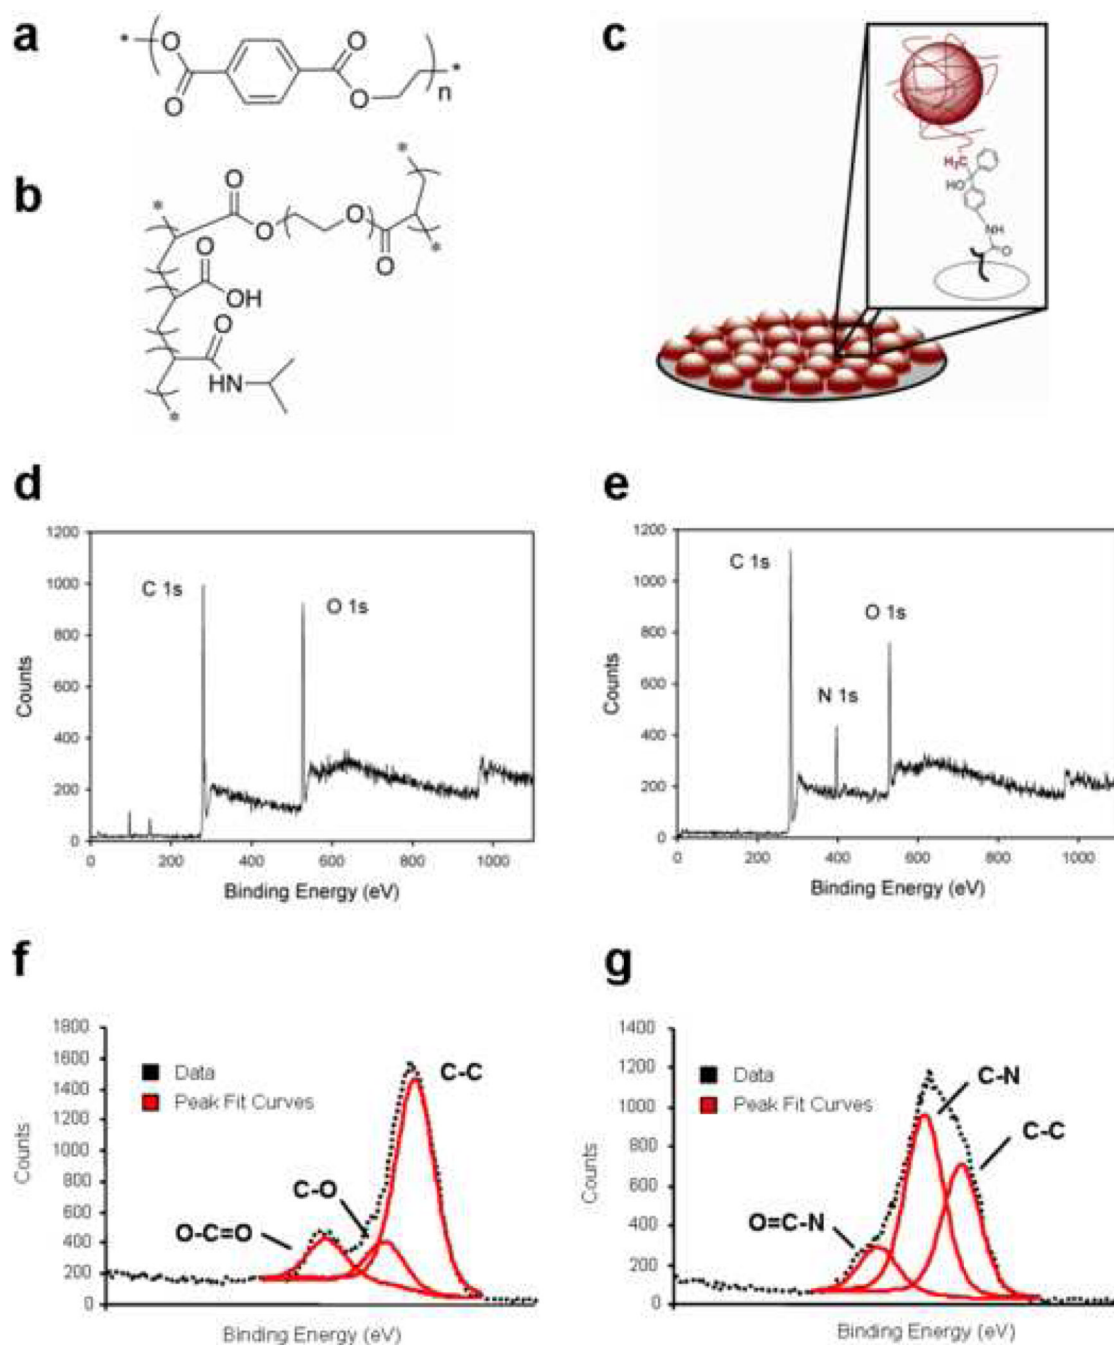 a
* O O O O n *
b
* O O O O * * *
O OH
O HN
* *
c
H₃C
HO
NH
O
d
1200
1000
800
600
400
200
0
Counts
C 1s
O 1s
0 200 400 600 800 1000
Binding Energy (eV)
e
1200
1000
800
600
400
200
0
Counts
C 1s
N 1s
O 1s
0 200 400 600 800 1000
Binding Energy (eV)
f
1800
1600
1400
1200
1000
800
600
400
200
0
Counts
Data
Peak Fit Curves
C-C
C-O
O-C=O
Binding Energy (eV)
g
1400
1200
1000
800
600
400
200
0
Counts
Data
Peak Fit Curves
C-N
C-C
O=C-N
Binding Energy (eV)